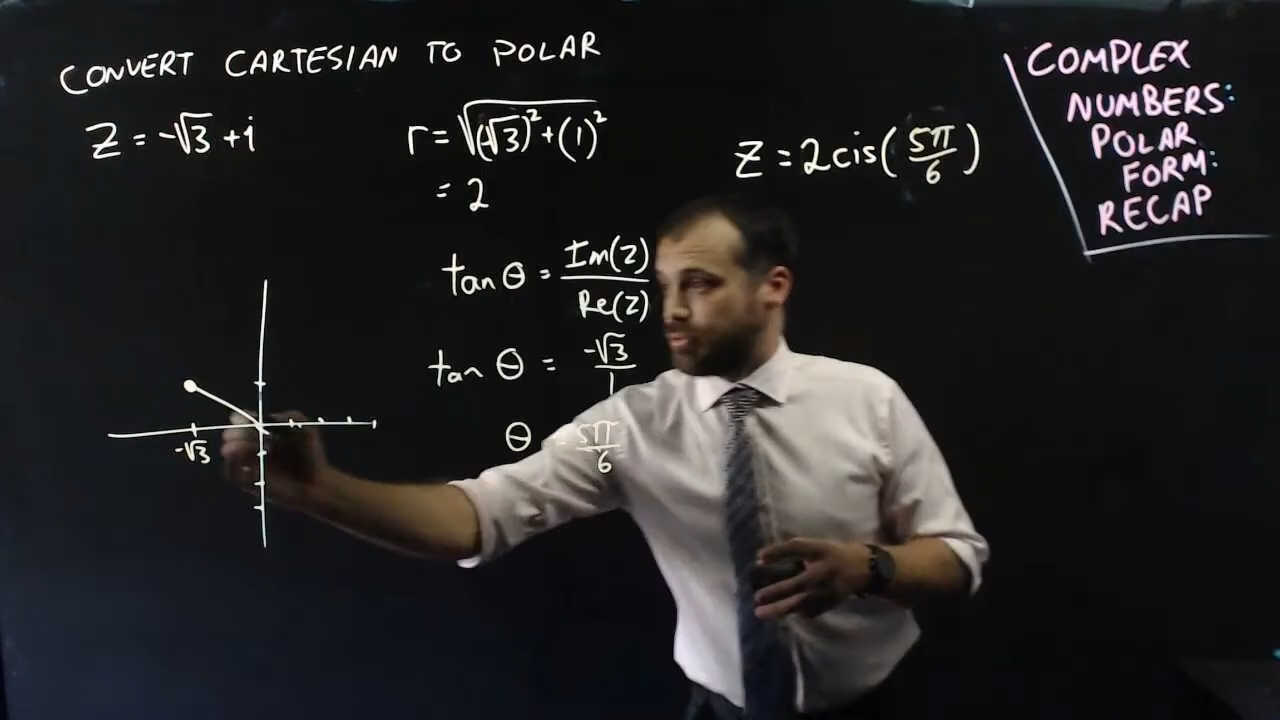 CONVERT CARTESIAN TO POLAR
Z = -√3 + i
r = √((-√3)² + (1)²)
= 2
tan θ = Im(Z)/Re(Z)
tan θ = -√3/1
θ = 5π/6
-√3
Z = 2cis(5π/6)
COMPLEX
NUMBERS:
POLAR
FORM:
RECAP